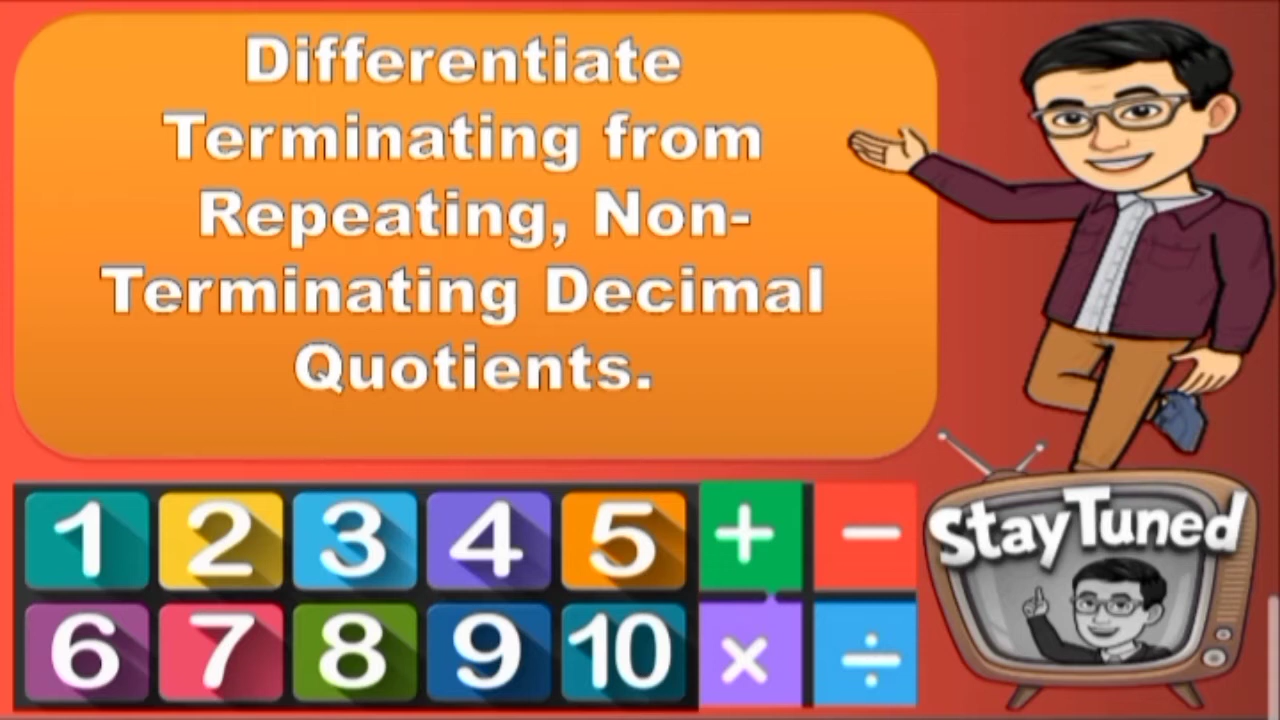 Differentiate
Terminating from
Repeating, Non-
Terminating Decimal
Quotients.
1 2 3 4 5 + −
6 7 8 9 10 × ÷
StayTuned